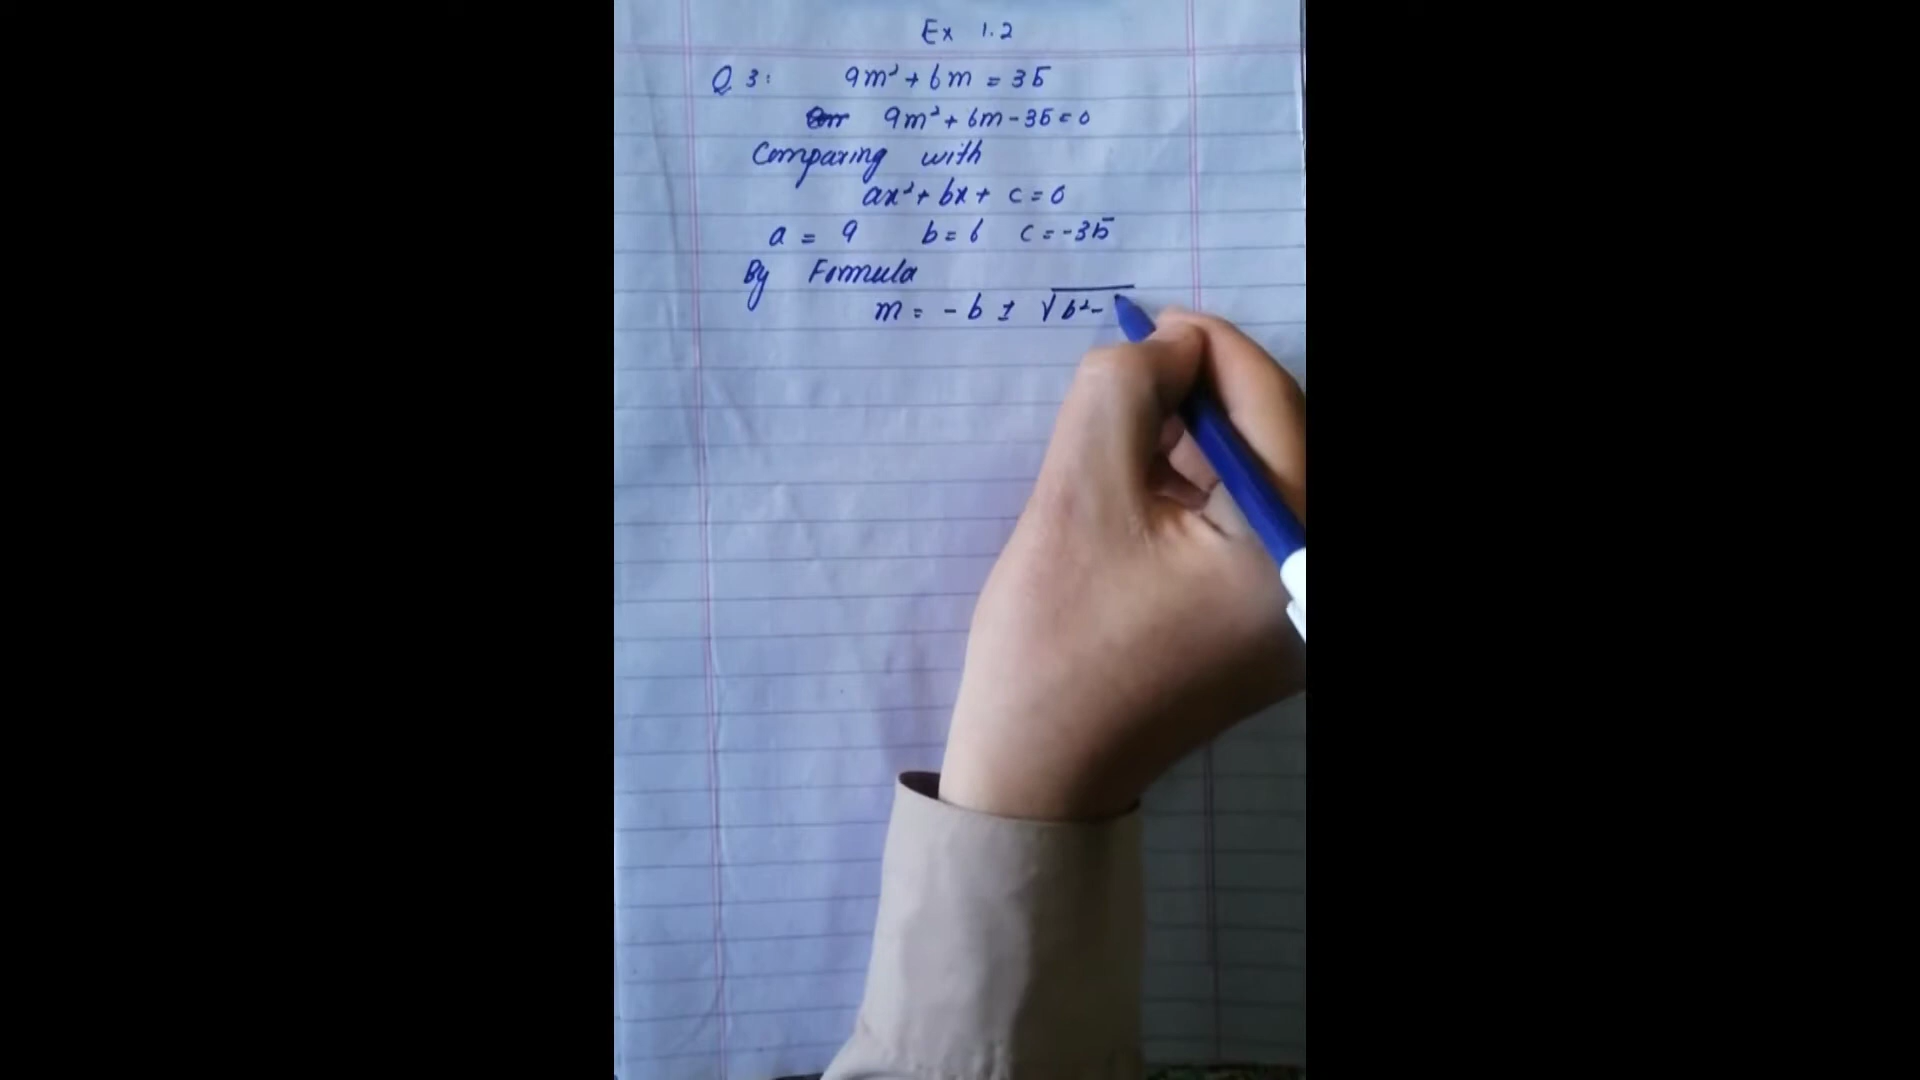 Ex 1.2
Q 3: 9m² + 6m = 35
9m² + 6m - 35 = 0
Comparing with
ax² + bx + c = 0
a = 9 b = 6 c = -35
By Formula
m = - b ± √b² -